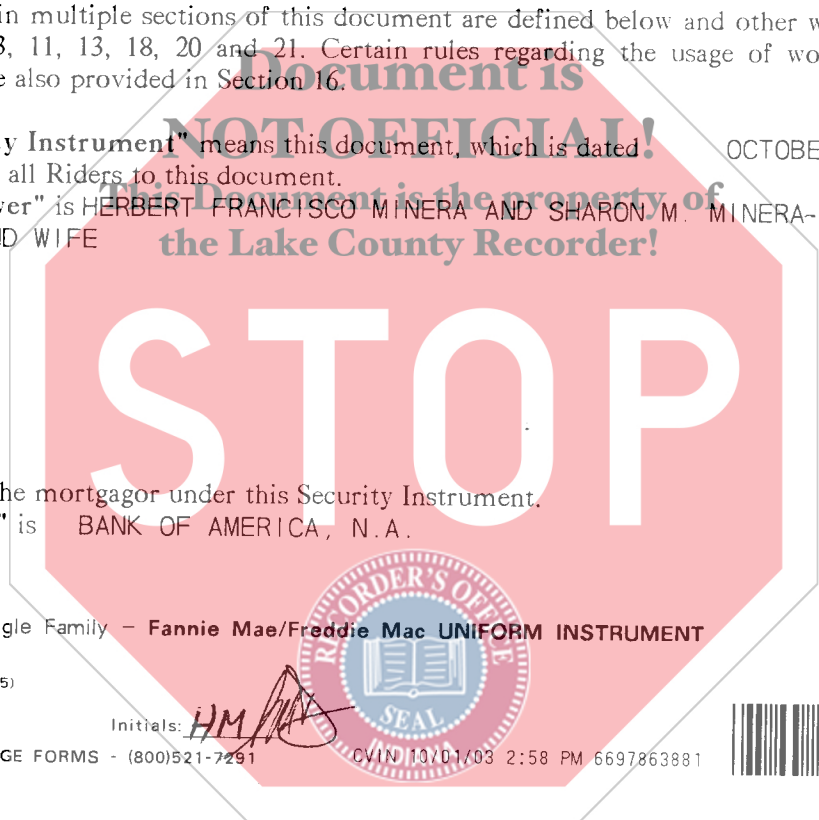 in multiple sections of this document are defined below and other w
3, 11, 13, 18, 20 and 21. Certain rules regarding the usage of wo
e also provided in Section 16.
Document is
NOT OFFICIAL!
This Document is the property of
the Lake County Recorder!
y Instrument" means this document, which is dated OCTOBE
all Riders to this document.
ver" is HERBERT FRANCISCO MINERA AND SHARON M. MINERA-
D WIFE
STOP
he mortgagor under this Security Instrument.
" is BANK OF AMERICA, N.A.
RECORDER'S OFFICE
SEAL
gle Family – Fannie Mae/Freddie Mac UNIFORM INSTRUMENT
5)
Initials: HM
GE FORMS - (800)521-7291 CVIN 10/01/03 2:58 PM 6697863881